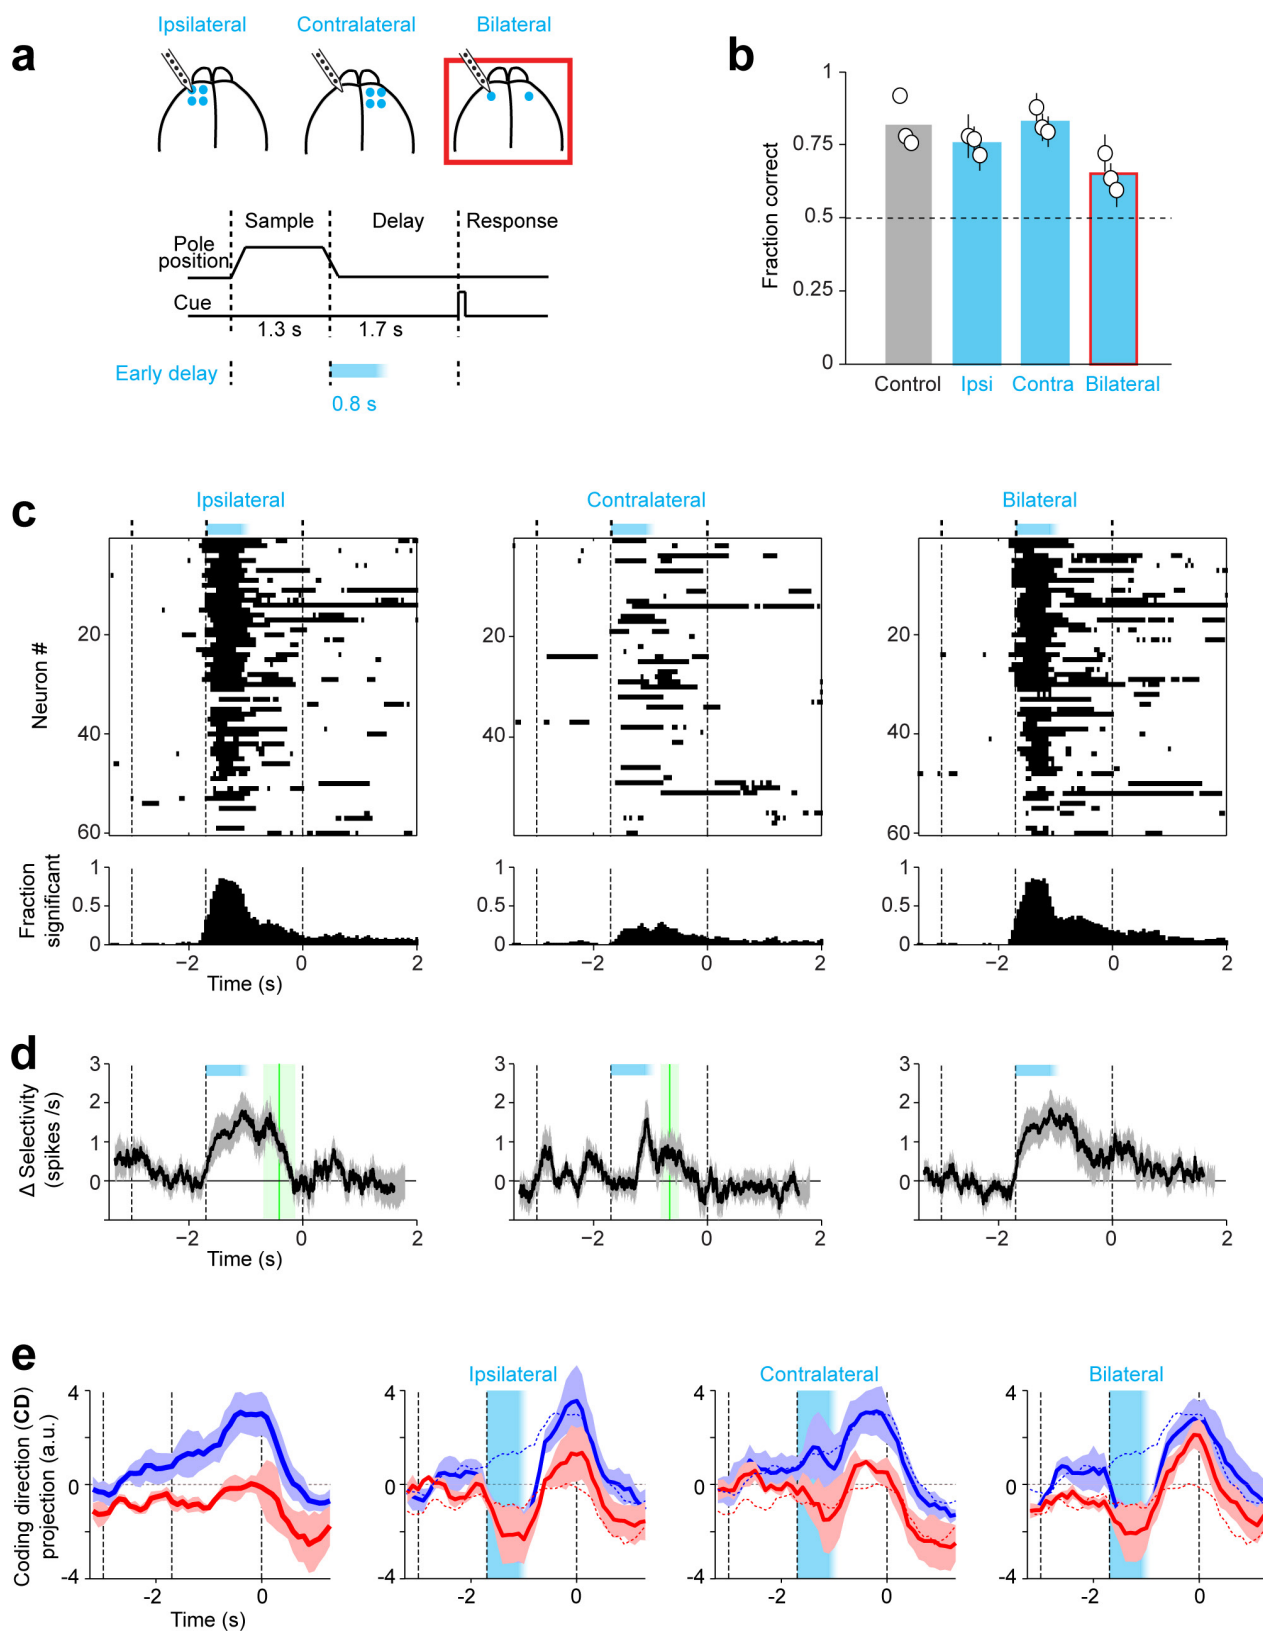 a
Ipsilateral Contralateral Bilateral
Sample Delay Response
Pole
position
Cue
1.3 s 1.7 s
Early delay
0.8 s
b
Fraction correct
1
0.75
0.5
0.25
0
Control Ipsi Contra Bilateral
c
Ipsilateral Contralateral Bilateral
Neuron #
20 20 20
40 40 40
60 60
Fraction
significant
1 1 1
0.5 0.5 0.5
0 0 0
−2 0 2 −2 0 2 −2 0 2
Time (s)
d
Δ Selectivity
(spikes /s)
3 3 3
2 2 2
1 1 1
0 0 0
−2 0 2 −2 0 2 −2 0 2
Time (s)
e
Ipsilateral Contralateral Bilateral
Coding direction (CD)
projection (a.u.)
4 4 4 4
0 0 0 0
-4 -4 -4 -4
-2 0 -2 0 -2 0 -2 0
Time (s)